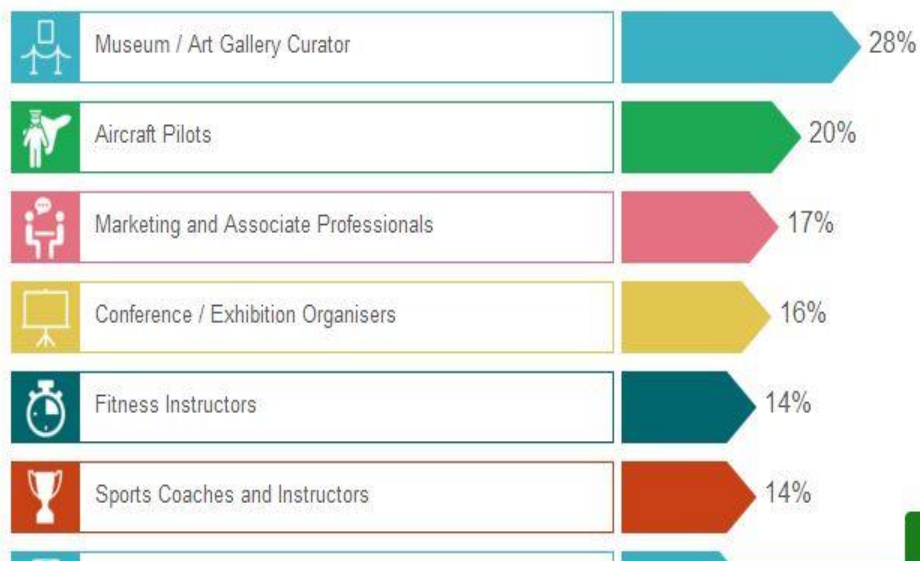 Museum / Art Gallery Curator 28%
Aircraft Pilots 20%
Marketing and Associate Professionals 17%
Conference / Exhibition Organisers 16%
Fitness Instructors 14%
Sports Coaches and Instructors 14%